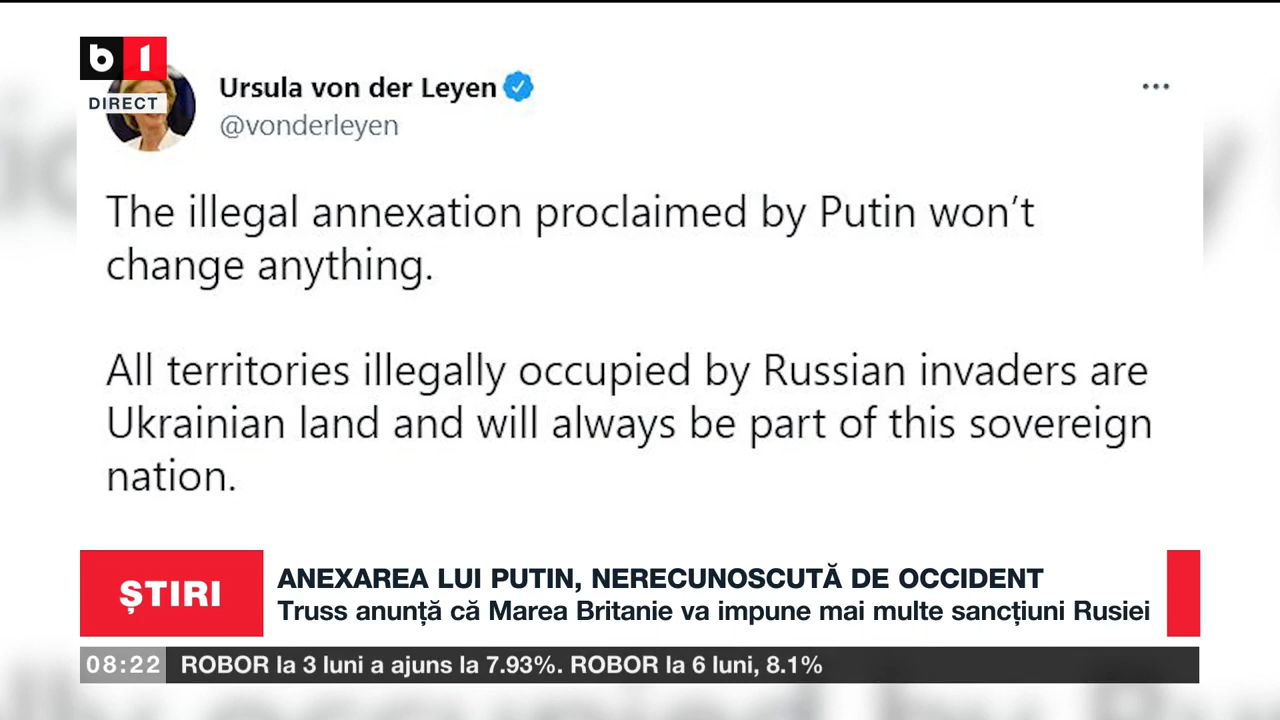 b1
DIRECT
Ursula von der Leyen
@vonderleyen
The illegal annexation proclaimed by Putin won't
change anything.
All territories illegally occupied by Russian invaders are
Ukrainian land and will always be part of this sovereign
nation.
ȘTIRI
ANEXAREA LUI PUTIN, NERECUNOSCUTĂ DE OCCIDENT
Truss anunță că Marea Britanie va impune mai multe sancțiuni Rusiei
08:22 ROBOR la 3 luni a ajuns la 7.93%. ROBOR la 6 luni, 8.1%